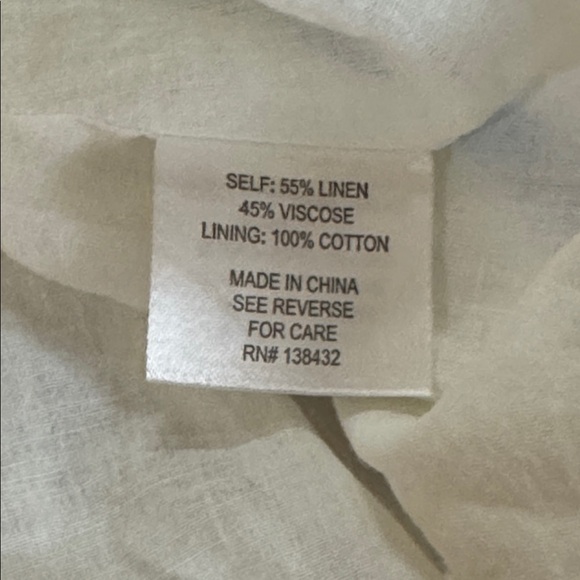 SELF: 55% LINEN
45% VISCOSE
LINING: 100% COTTON
MADE IN CHINA
SEE REVERSE
FOR CARE
RN# 138432